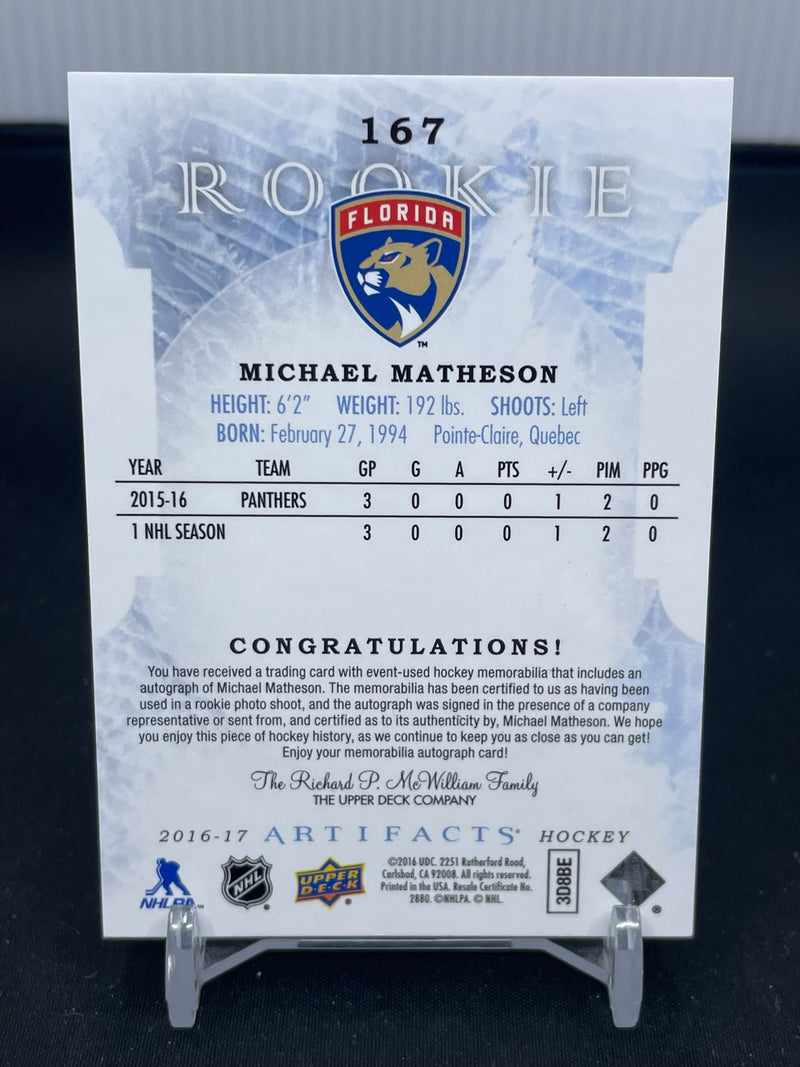 167
ROOKIE
FLORIDA
TM
MICHAEL MATHESON
HEIGHT: 6'2" WEIGHT: 192 lbs. SHOOTS: Left
BORN: February 27, 1994 Pointe-Claire, Quebec
YEAR TEAM GP G A PTS +/- PIM PPG
2015-16 PANTHERS 3 0 0 0 1 2 0
1 NHL SEASON 3 0 0 0 1 2 0
CONGRATULATIONS!
You have received a trading card with event-used hockey memorabilia that includes an
autograph of Michael Matheson. The memorabilia has been certified to us as having been
used in a rookie photo shoot, and the autograph was signed in the presence of a company
representative or sent from, and certified as to its authenticity by, Michael Matheson. We hope
you enjoy this piece of hockey history, as we continue to keep you as close as you can get!
Enjoy your memorabilia autograph card!
The Richard P. McWilliam Family
THE UPPER DECK COMPANY
2016-17 ARTIFACTS® HOCKEY
NHLPA™
NHL ®
UPPER DECK ®
©2016 UDC. 2251 Rutherford Road,
Carlsbad, CA 92008. All rights reserved.
Printed in the USA. Resale Certificate No.
2880. ©NHLPA. © NHL.
3D8BE
®